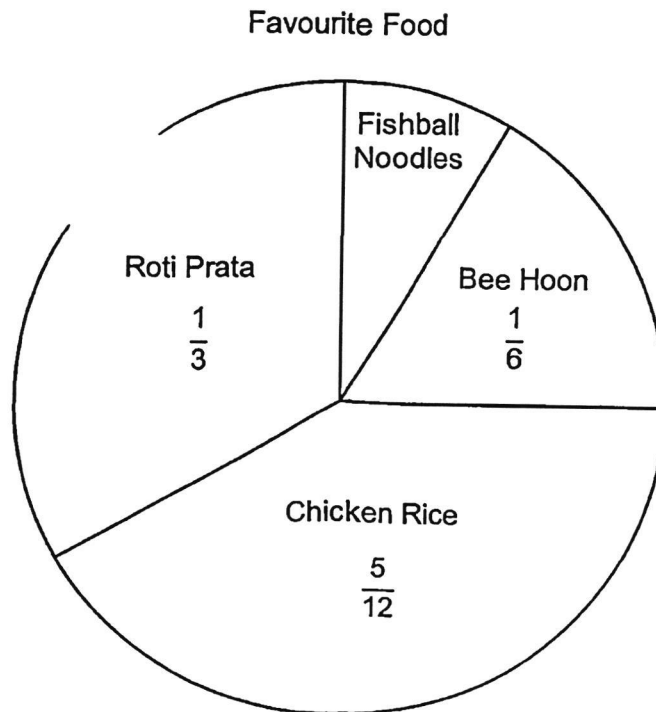 Favourite Food
Fishball
Noodles
Roti Prata
1
3
Bee Hoon
1
6
Chicken Rice
5
12